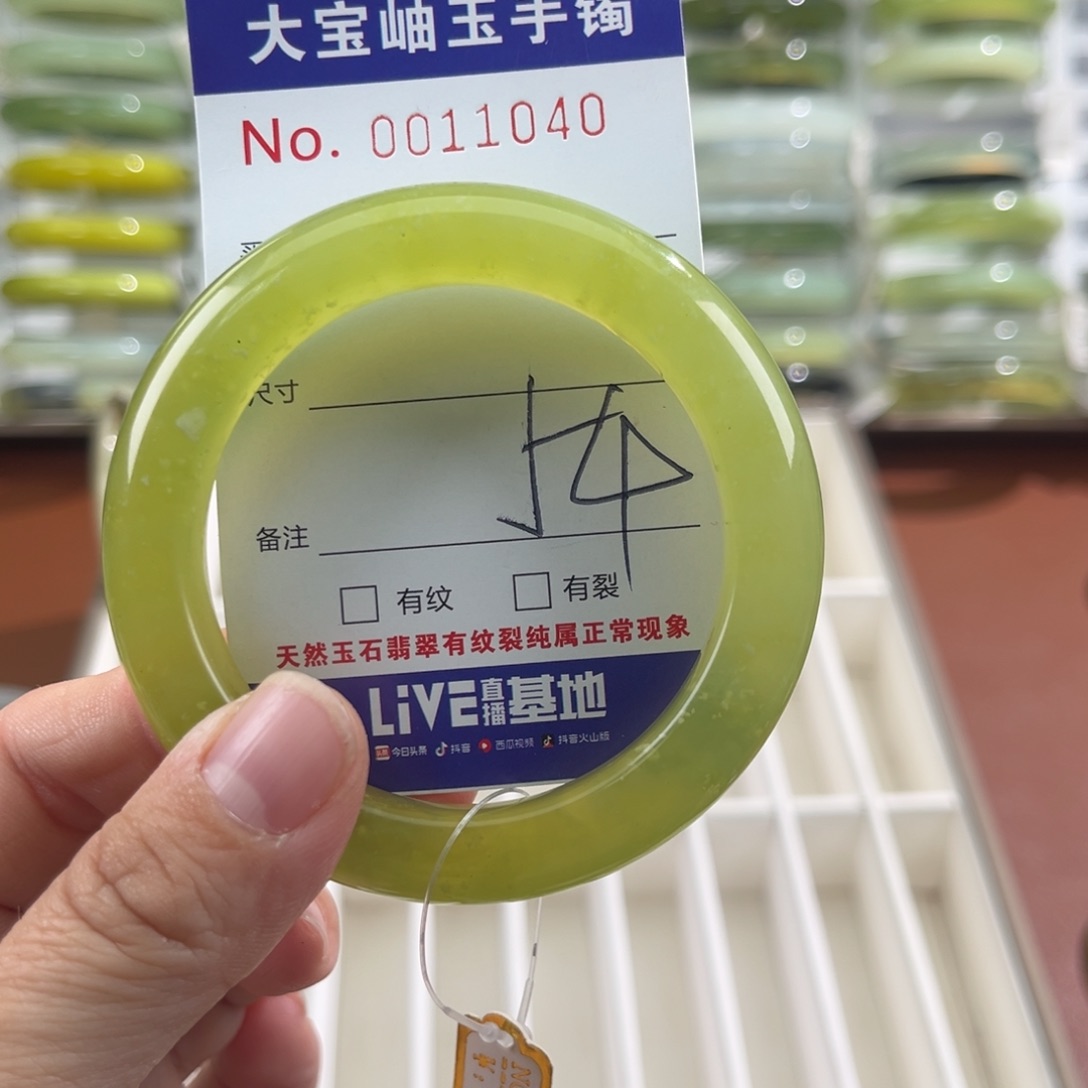 大宝岫玉手镯
No. 0011040
尺寸
备注
有纹 有裂
天然玉石翡翠有纹裂纯属正常现象
LiVE直播基地
今日头条 抖音 西瓜视频 抖音火山版